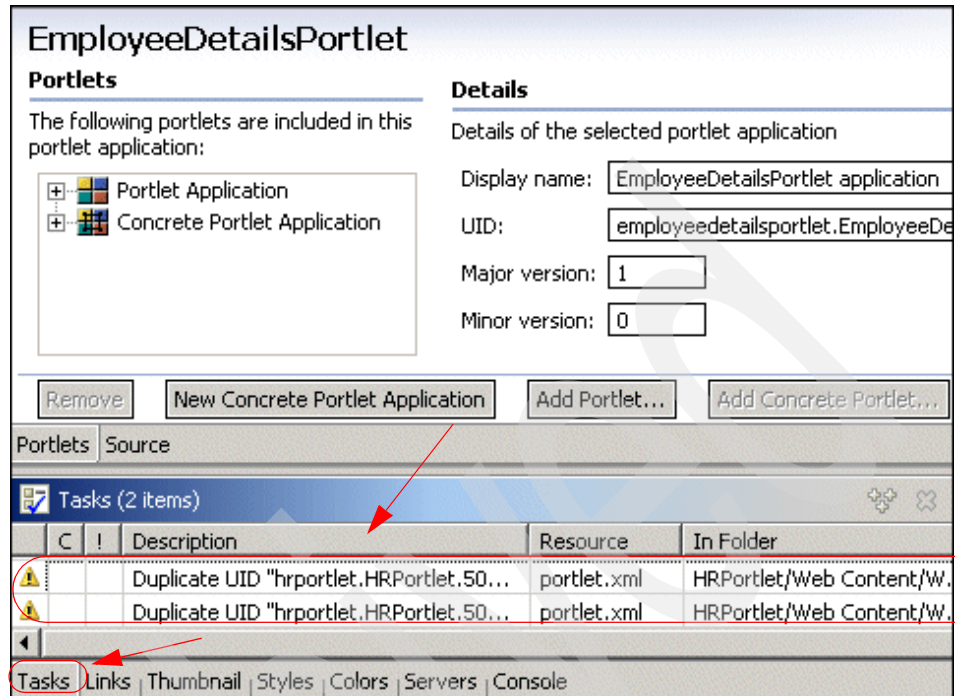 EmployeeDetailsPortlet
Portlets
The following portlets are included in this
portlet application:
Portlet Application
Concrete Portlet Application
Details
Details of the selected portlet application
Display name: EmployeeDetailsPortlet application
UID: employeedetailsportlet.EmployeeDe
Major version: 1
Minor version: 0
Remove New Concrete Portlet Application Add Portlet... Add Concrete Portlet...
Portlets Source
Tasks (2 items)
C ! Description Resource In Folder
Duplicate UID "hrportlet.HRPortlet.50... portlet.xml HRPortlet/Web Content/W.
Duplicate UID "hrportlet.HRPortlet.50... portlet.xml HRPortlet/Web Content/W.
Tasks Links Thumbnail Styles Colors Servers Console